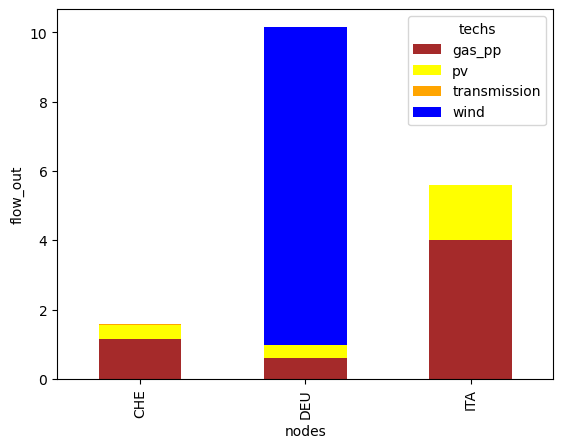 techs
gas_pp
pv
transmission
wind
flow_out
10
8
6
4
2
0
CHE
DEU
ITA
nodes